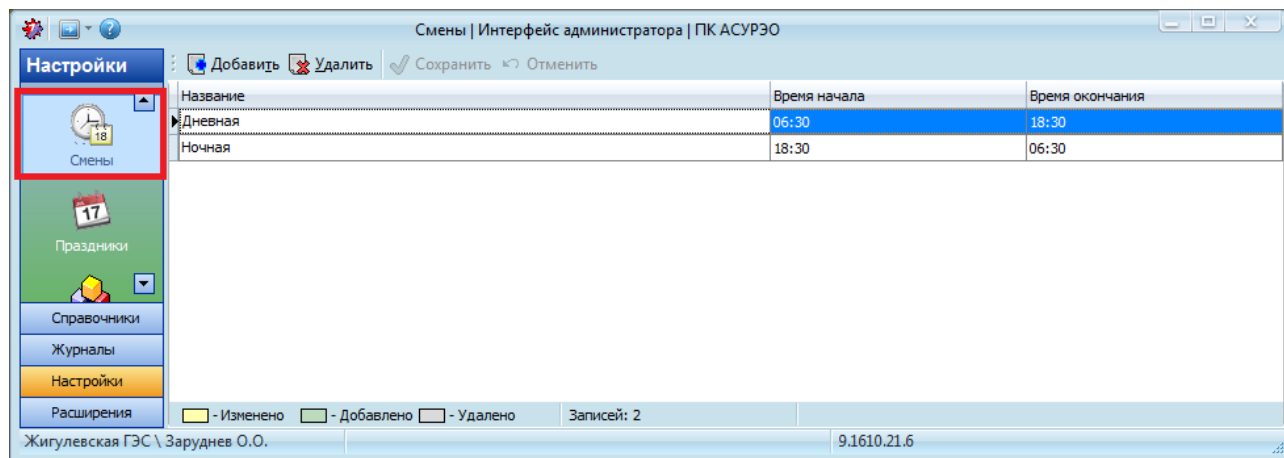 Смены | Интерфейс администратора | ПК АСУРЭО
Настройки
Добавить Удалить Сохранить Отменить
Название Время начала Время окончания
Дневная 06:30 18:30
Ночная 18:30 06:30
18
Смены
17
Праздники
Справочники
Журналы
Настройки
Расширения
- Изменено - Добавлено - Удалено Записей: 2
Жигулевская ГЭС \ Заруднев О.О. 9.1610.21.6